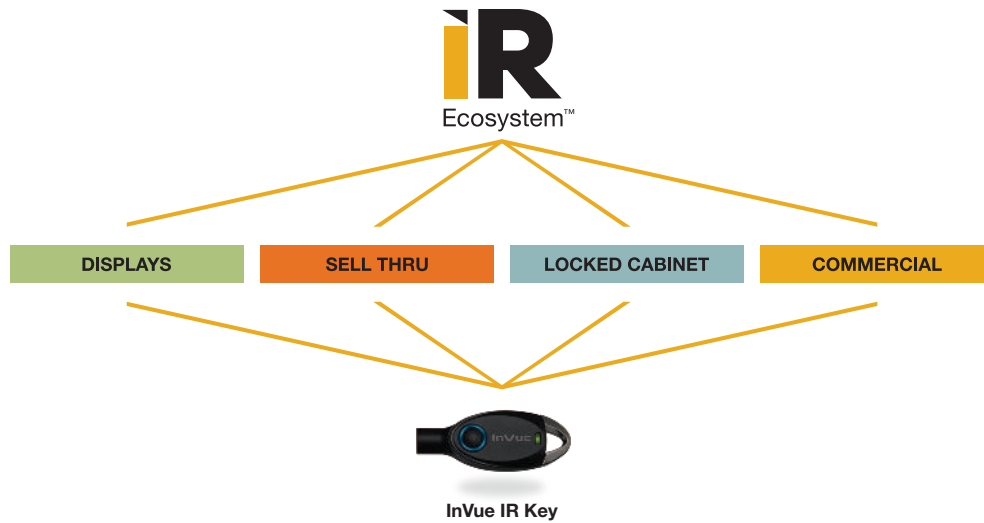 iR
Ecosystem™
DISPLAYS
SELL THRU
LOCKED CABINET
COMMERCIAL
InVue
InVue IR Key